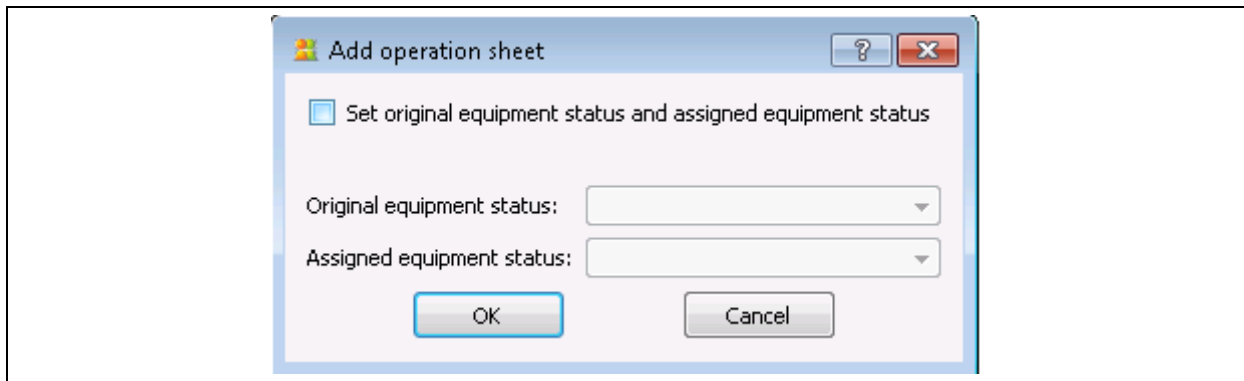 Add operation sheet
Set original equipment status and assigned equipment status
Original equipment status:
Assigned equipment status:
OK Cancel